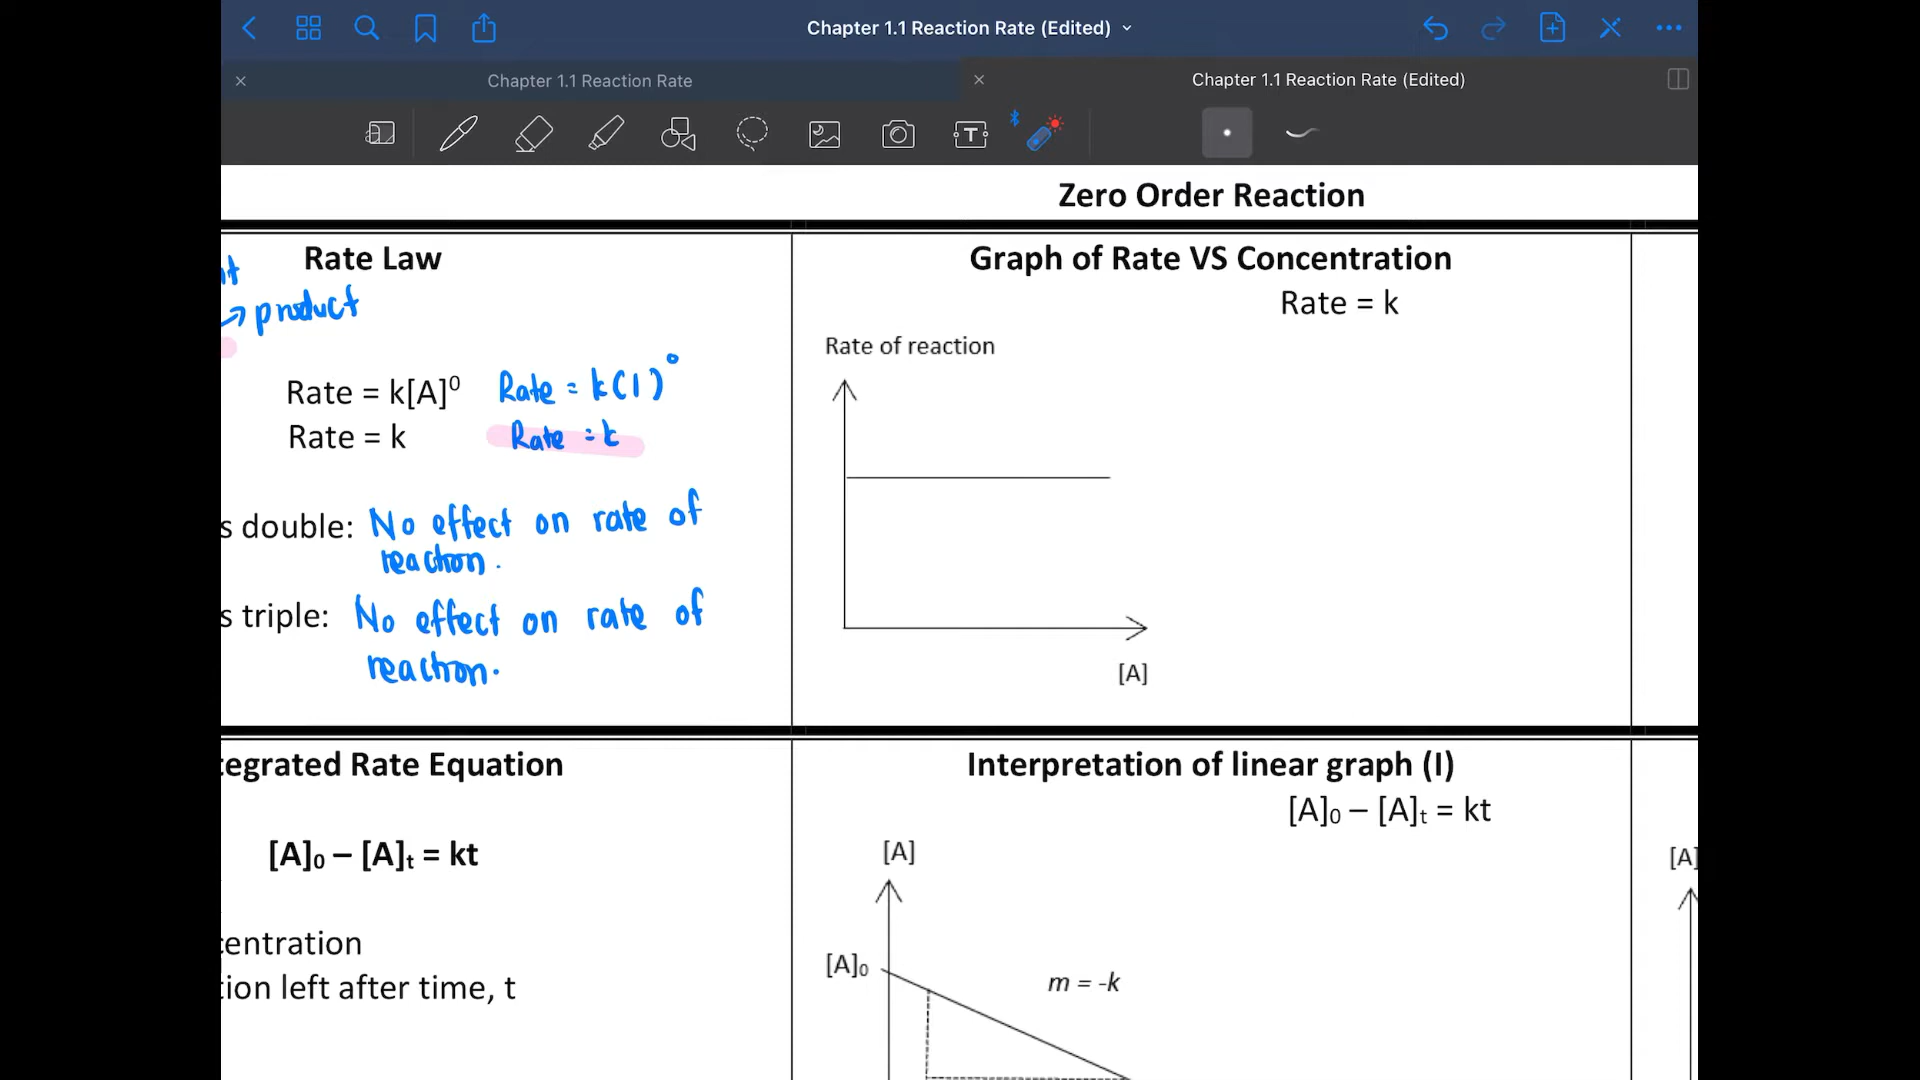 Chapter 1.1 Reaction Rate (Edited)
Chapter 1.1 Reaction Rate
Chapter 1.1 Reaction Rate (Edited)
Zero Order Reaction
Rate Law
product
Rate = k[A]⁰
Rate = k(1)⁰
Rate = k
Rate = k
s double:
No effect on rate of
reaction.
s triple:
No effect on rate of
reaction.
Graph of Rate VS Concentration
Rate = k
Rate of reaction
[A]
tegrated Rate Equation
[A]₀ – [A]ₜ = kt
centration
tion left after time, t
Interpretation of linear graph (I)
[A]₀ – [A]ₜ = kt
[A]
[A]₀
m = -k
[A]